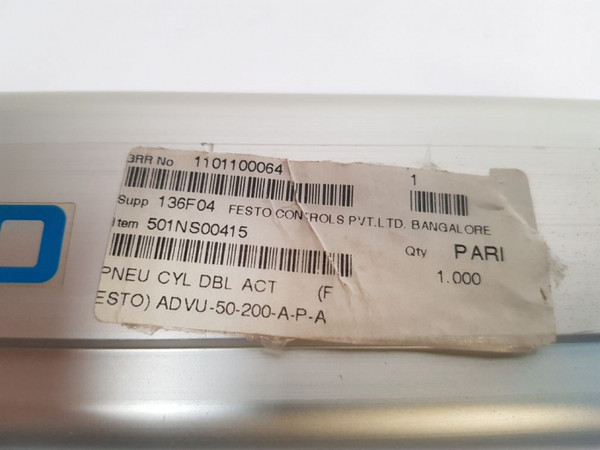 3RR No 1101100064 1
Supp 136F04 FESTO CONTROLS PVT.LTD. BANGALORE
Item 501NS00415 Qty PARI
1.000
PNEU CYL DBL ACT (F
ESTO) ADVU-50-200-A-P-A
O